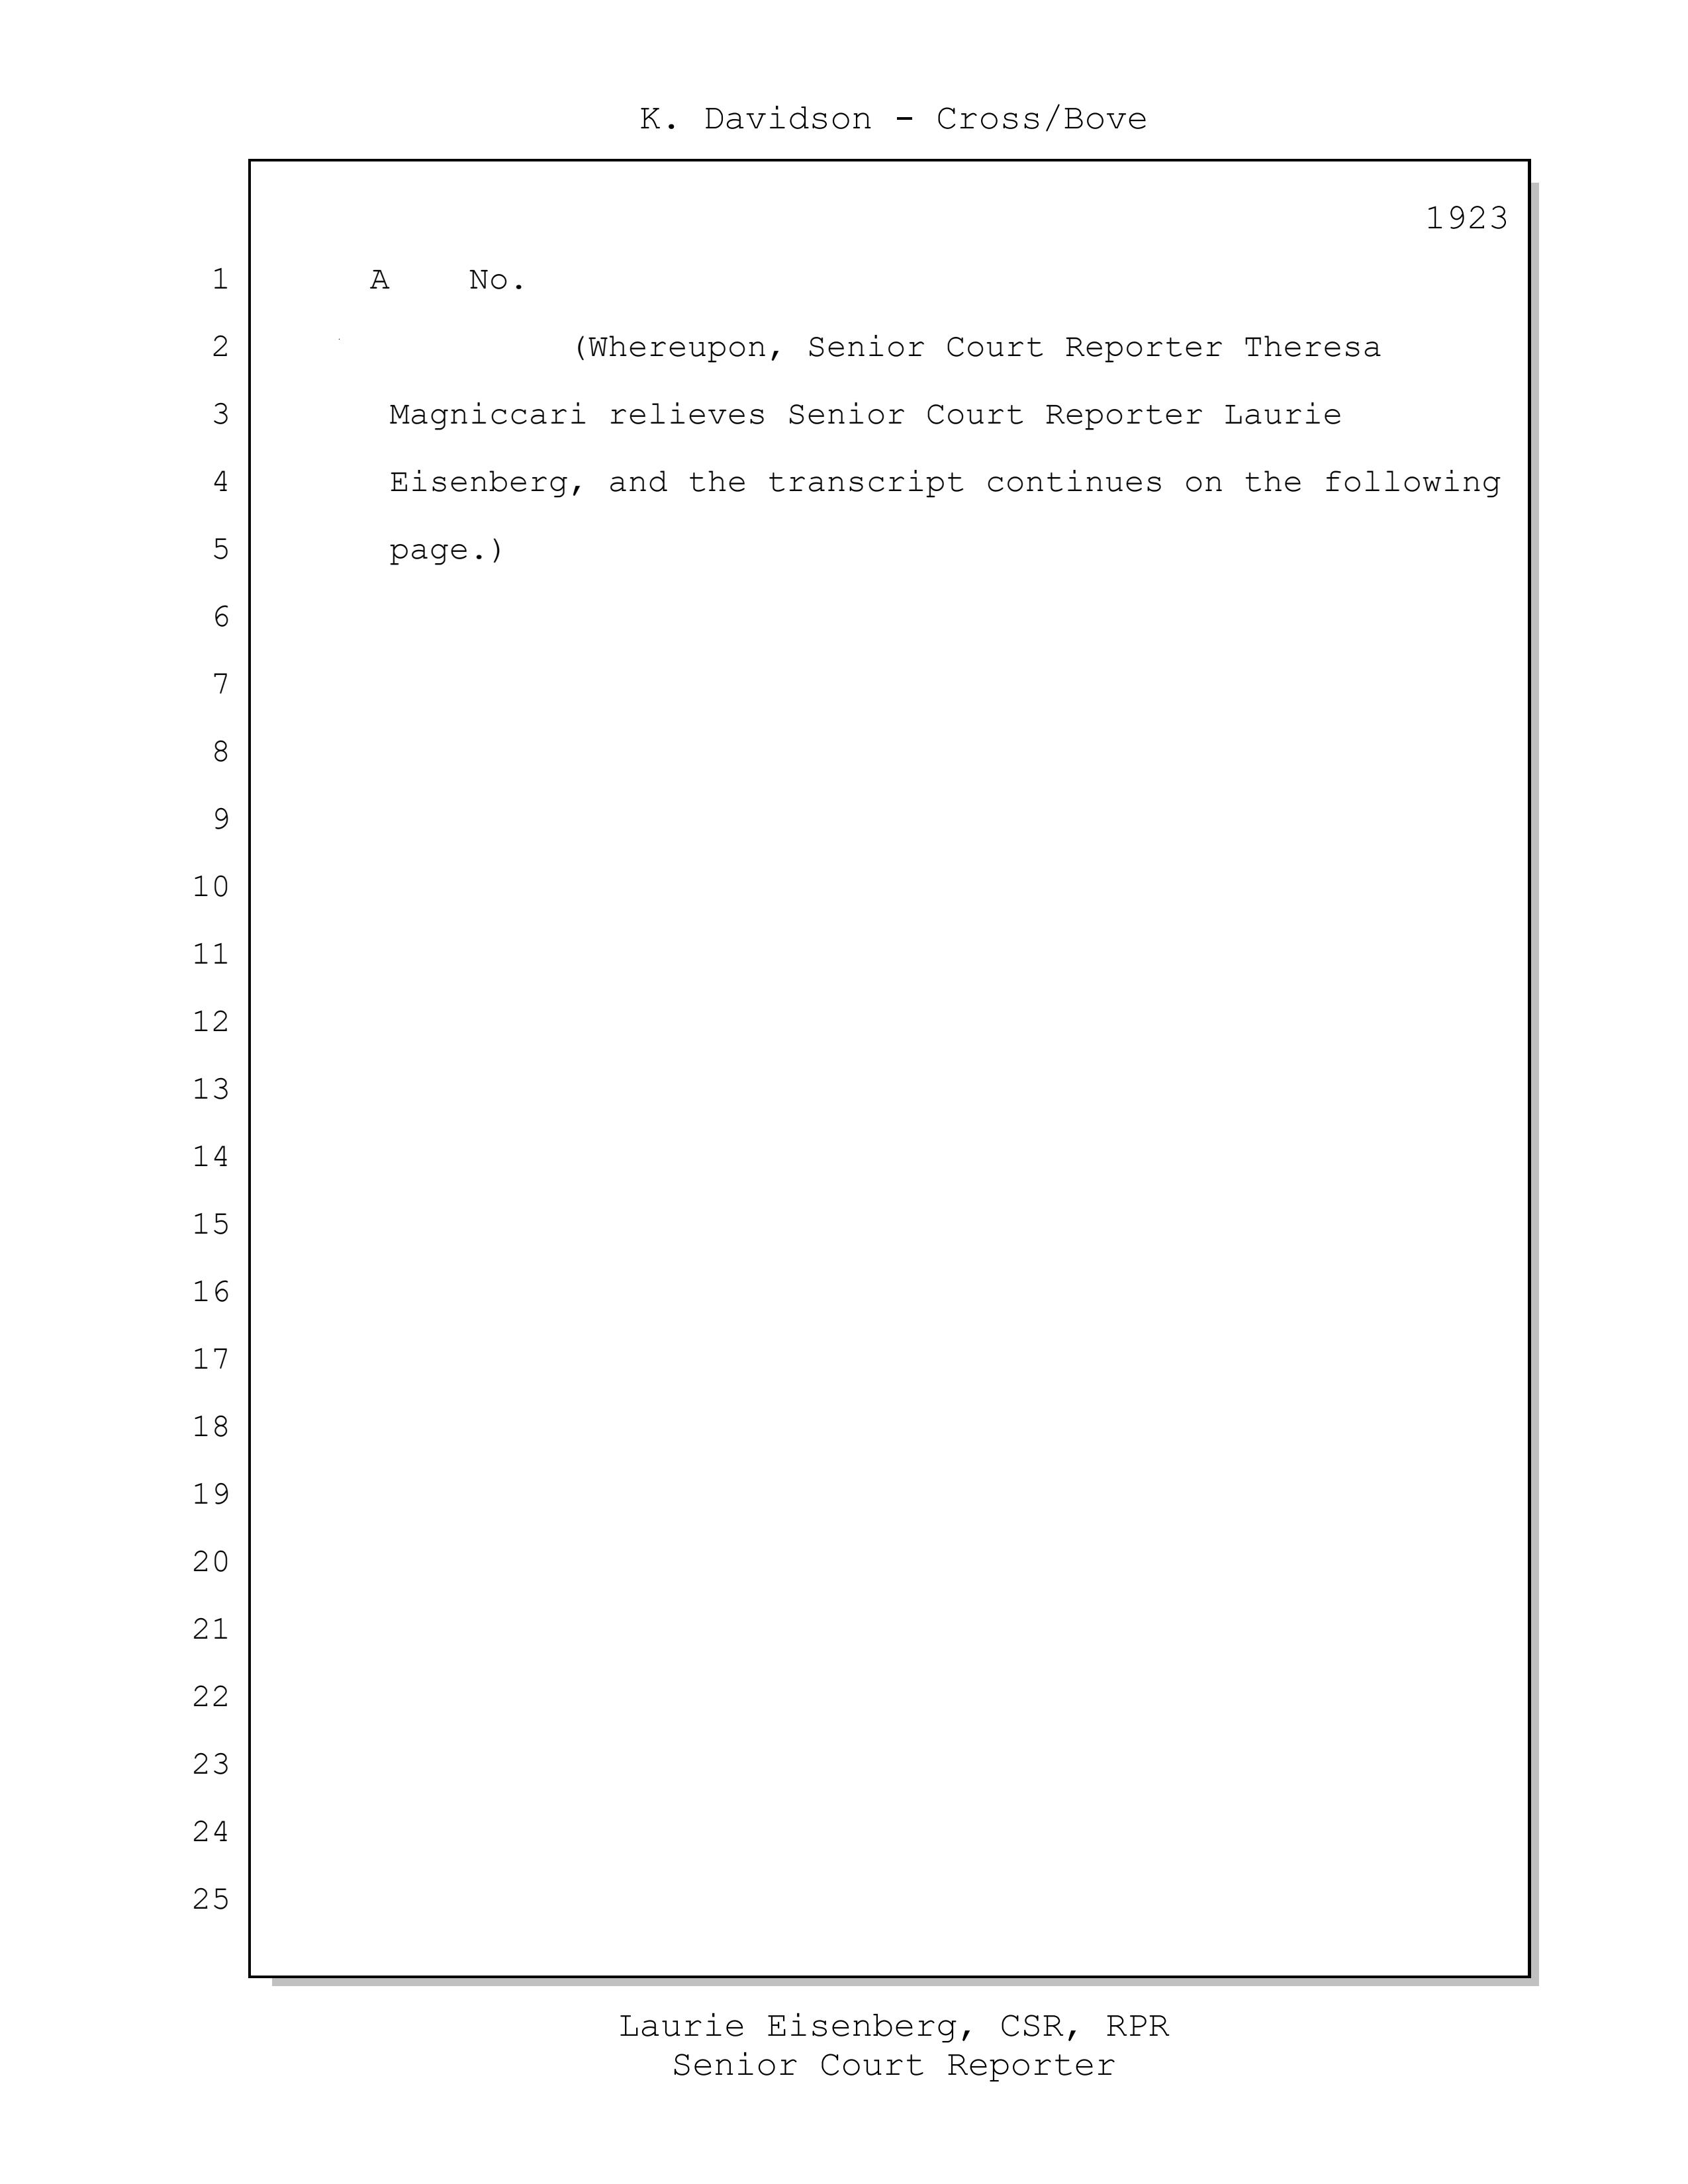 K. Davidson - Cross/Bove
1923
1 A No.
2 (Whereupon, Senior Court Reporter Theresa
3 Magniccari relieves Senior Court Reporter Laurie
4 Eisenberg, and the transcript continues on the following
5 page.)
6
7
8
9
10
11
12
13
14
15
16
17
18
19
20
21
22
23
24
25
Laurie Eisenberg, CSR, RPR
Senior Court Reporter